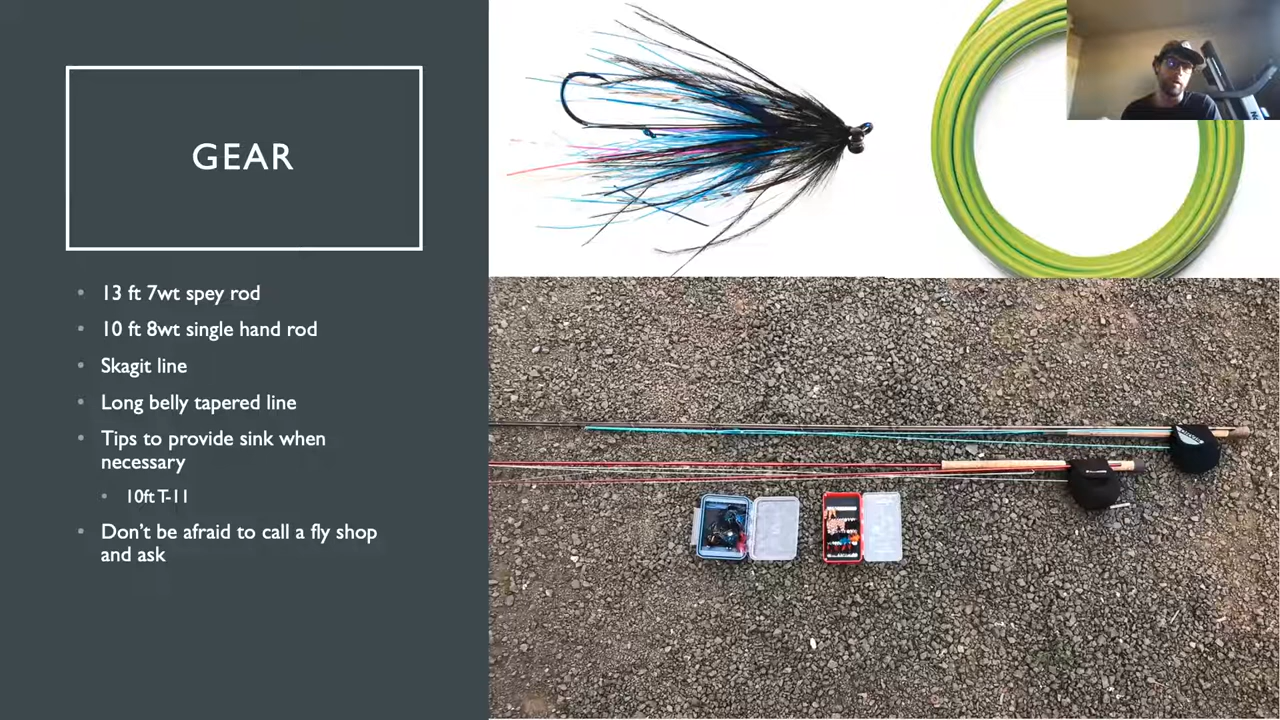 GEAR
13 ft 7wt spey rod
10 ft 8wt single hand rod
Skagit line
Long belly tapered line
Tips to provide sink when
necessary
10ft T-11
Don't be afraid to call a fly shop
and ask